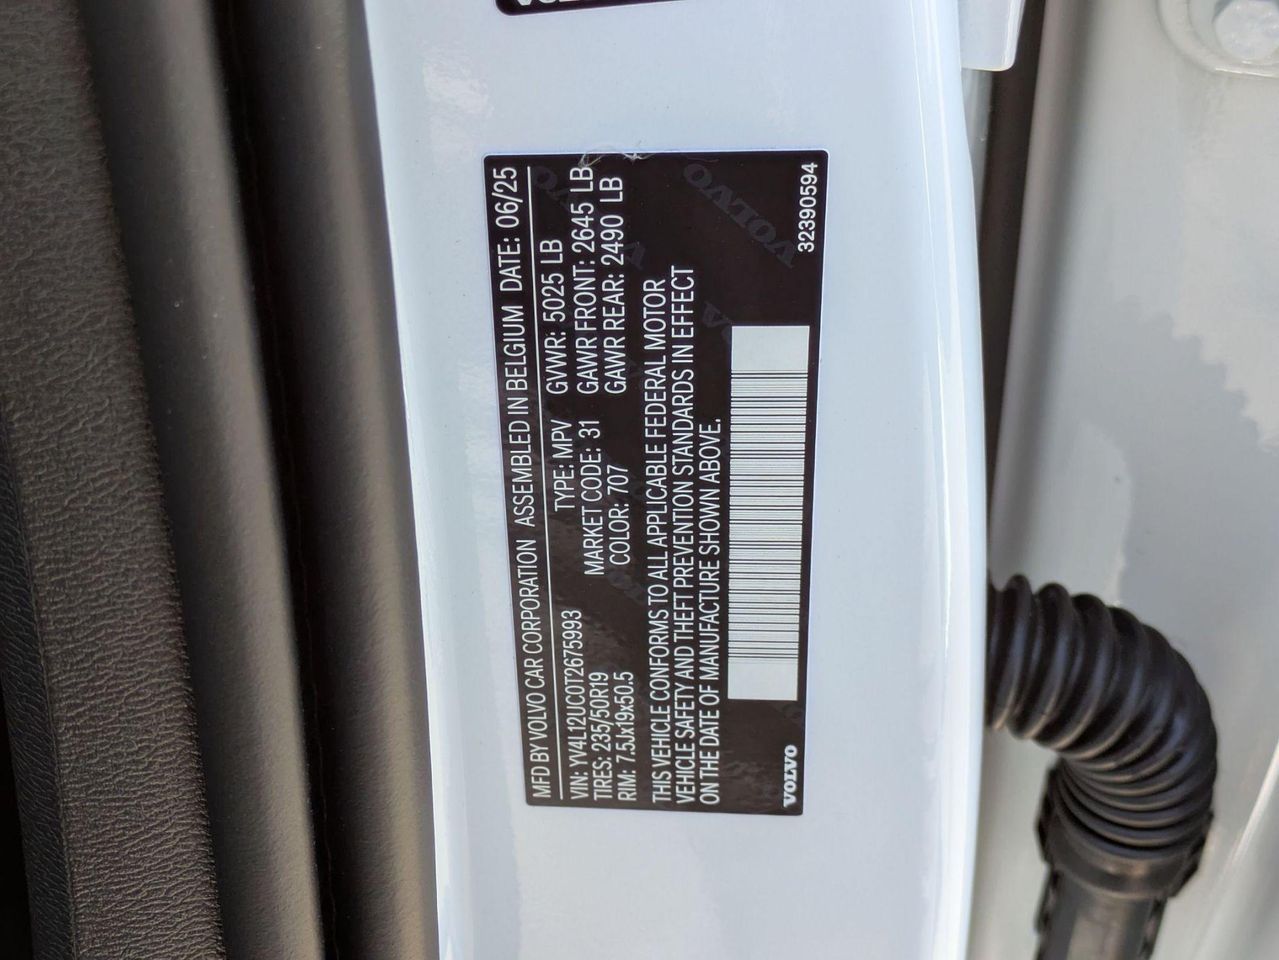 MFD BY VOLVO CAR CORPORATION ASSEMBLED IN BELGIUM DATE: 06/25
VIN: YV4L12UC0T2675993 TYPE: MPV GVWR: 5025 LB
TIRES: 235/50R19 MARKET CODE: 31 GAWR FRONT: 2645 LB
RIM: 7.5Jx19x50.5 COLOR: 707 GAWR REAR: 2490 LB
THIS VEHICLE CONFORMS TO ALL APPLICABLE FEDERAL MOTOR
VEHICLE SAFETY AND THEFT PREVENTION STANDARDS IN EFFECT
ON THE DATE OF MANUFACTURE SHOWN ABOVE.
VOLVO 32390594